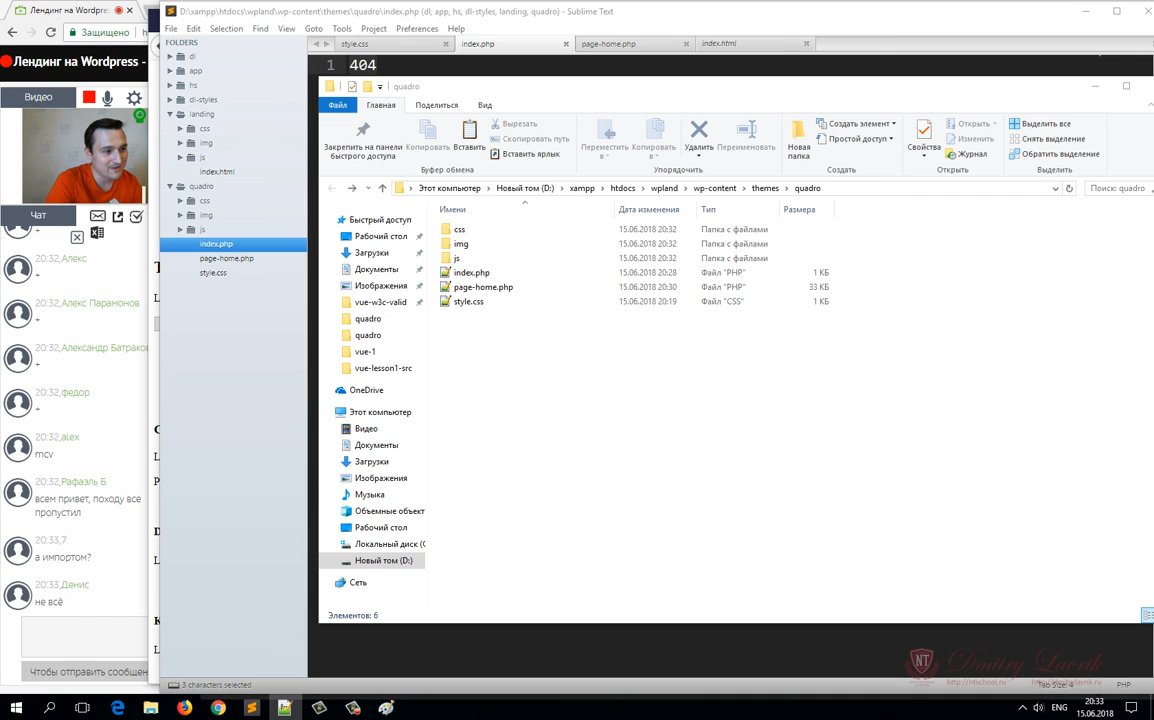 Лендинг на Wordpre
D:\xampp\htdocs\wpland\wp-content\themes\quadro\index.php (dl, app, hs, dl-styles, landing, quadro) - Sublime Text
Защищено
File Edit Selection Find View Goto Tools Project Preferences Help
Лендинг на Wordpress -
FOLDERS
style.css index.php page-home.php index.html
dl
app
hs
dl-styles
landing
css
img
js
index.html
quadro
css
img
js
index.php
page-home.php
style.css
1 404
quadro
Файл Главная Поделиться Вид
Закрепить на панели быстрого доступа
Копировать
Вставить
Вырезать
Скопировать путь
Вставить ярлык
Буфер обмена
Переместить в
Копировать в
Удалить
Переименовать
Упорядочить
Новая папка
Создать элемент
Простой доступ
Создать
Свойства
Открыть
Изменить
Журнал
Открыть
Выделить все
Снять выделение
Обратить выделение
Выделить
Этот компьютер Новый том (D:) xampp htdocs wpland wp-content themes quadro
Поиск: quadro
Имени Дата изменения Тип Размера
css 15.06.2018 20:32 Папка с файлами
img 15.06.2018 20:32 Папка с файлами
js 15.06.2018 20:32 Папка с файлами
index.php 15.06.2018 20:28 Файл "PHP" 1 КБ
page-home.php 15.06.2018 20:30 Файл "PHP" 33 КБ
style.css 15.06.2018 20:19 Файл "CSS" 1 КБ
Быстрый доступ
Рабочий стол
Загрузки
Документы
Изображения
vue-w3c-valid
quadro
quadro
vue-1
vue-lesson1-src
OneDrive
Этот компьютер
Видео
Документы
Загрузки
Изображения
Музыка
Объемные объект
Рабочий стол
Локальный диск (C
Новый том (D:)
Сеть
Элементов: 6
Видео
Чат
+
20:32,Алекс
+
20:32,Алекс Парамонов
+
20:32,Александр Батрако
+
20:32,федор
+
20:32,alex
mcv
20:32,Рафаэль Б
всем привет, походу все
пропустил
20:33,7
а импортом?
20:33,Денис
не всё
Чтобы отправить сообщен
3 characters selected
NT
Dmitry Lavrik
http://ntschool.ru
Tab Size: 4 PHP
ENG 20:33
15.06.2018